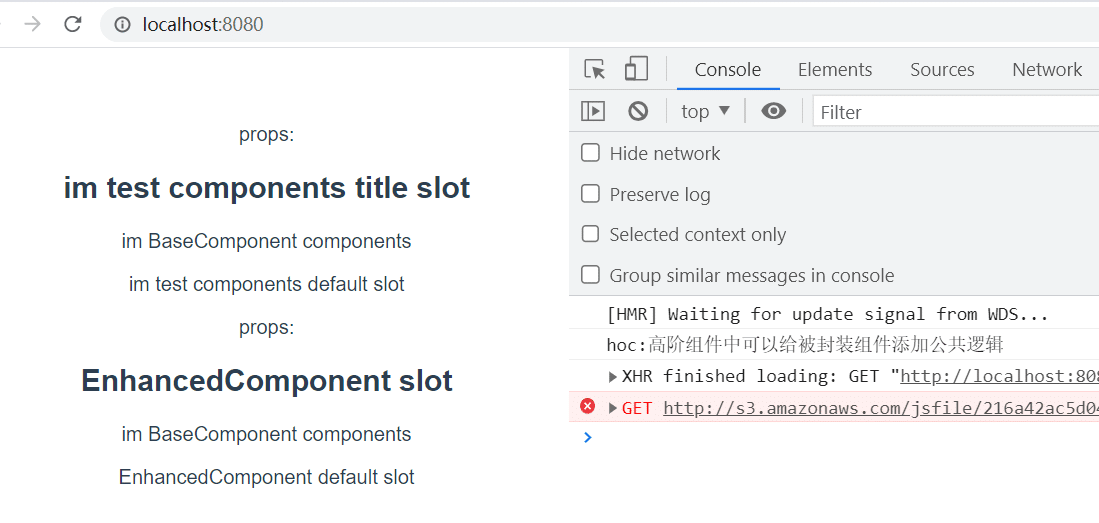 localhost:8080
props:
im test components title slot
im BaseComponent components
im test components default slot
props:
EnhancedComponent slot
im BaseComponent components
EnhancedComponent default slot
Console Elements Sources Network
top ▼ Filter
Hide network
Preserve log
Selected context only
Group similar messages in console
[HMR] Waiting for update signal from WDS...
hoc:高阶组件中可以给被封装组件添加公共逻辑
XHR finished loading: GET "http://localhost:808
GET http://s3.amazonaws.com/jsfile/216a42ac5d04